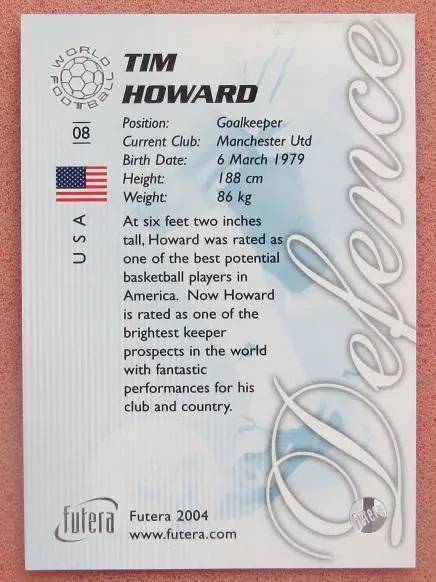 WORLD FOOTBALL
TIM
HOWARD
08
Position: Goalkeeper
Current Club: Manchester Utd
Birth Date: 6 March 1979
Height: 188 cm
Weight: 86 kg
USA
At six feet two inches
tall, Howard was rated as
one of the best potential
basketball players in
America. Now Howard
is rated as one of the
brightest keeper
prospects in the world
with fantastic
performances for his
club and country.
Defence
futera
Futera 2004
www.futera.com
futera